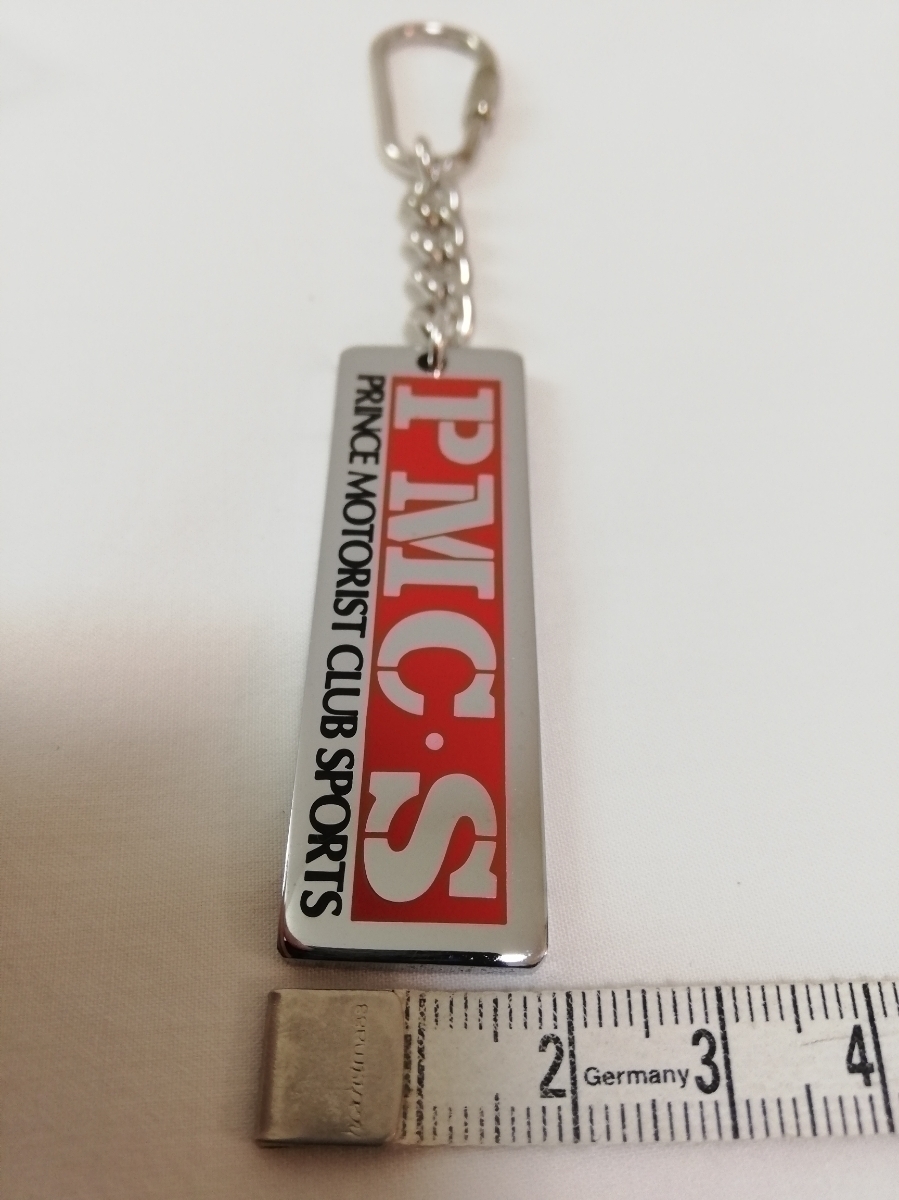 PMC·S
PRINCE MOTORIST CLUB SPORTS
2 Germany 3 4